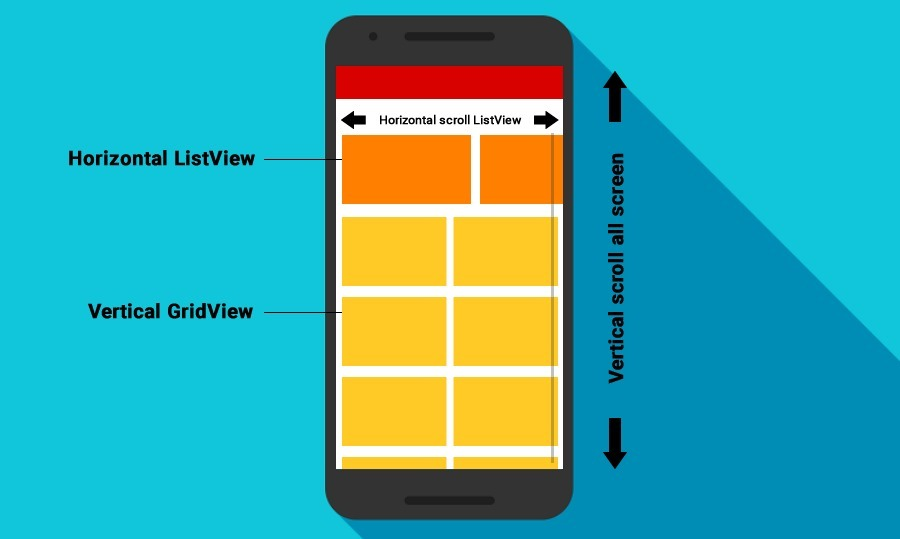 Horizontal scroll ListView
Horizontal ListView
Vertical GridView
Vertical scroll all screen